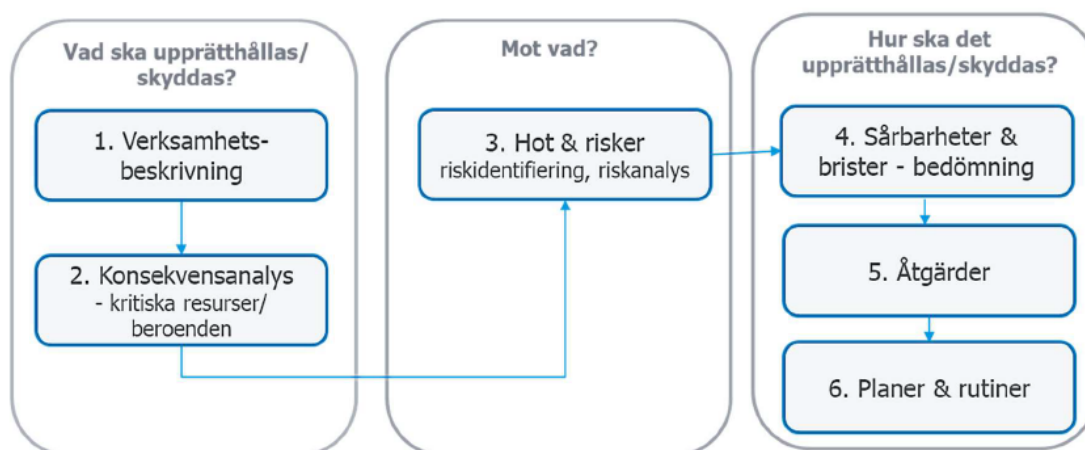 Vad ska upprätthållas/
skyddas?
1. Verksamhets-
beskrivning
2. Konsekvensanalys
- kritiska resurser/
beroenden
Mot vad?
3. Hot & risker
riskidentifiering, riskanalys
Hur ska det
upprätthållas/skyddas?
4. Sårbarheter &
brister - bedömning
5. Åtgärder
6. Planer & rutiner